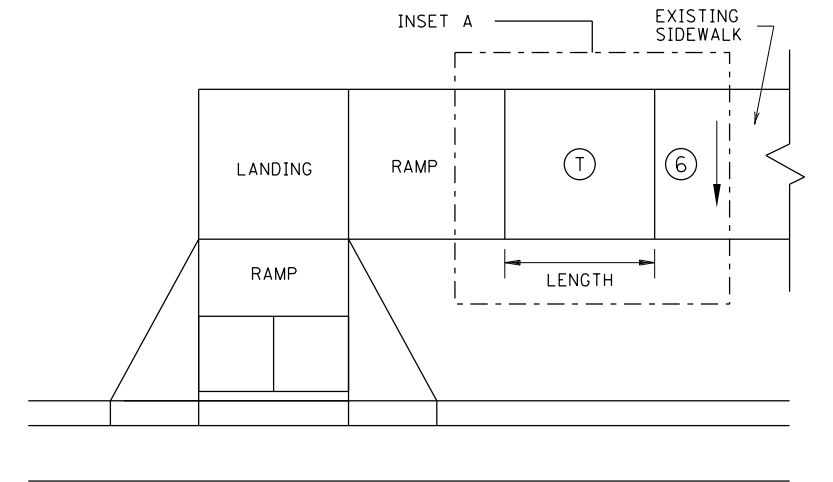 INSET A
EXISTING
SIDEWALK
LANDING
RAMP
T
6
RAMP
LENGTH